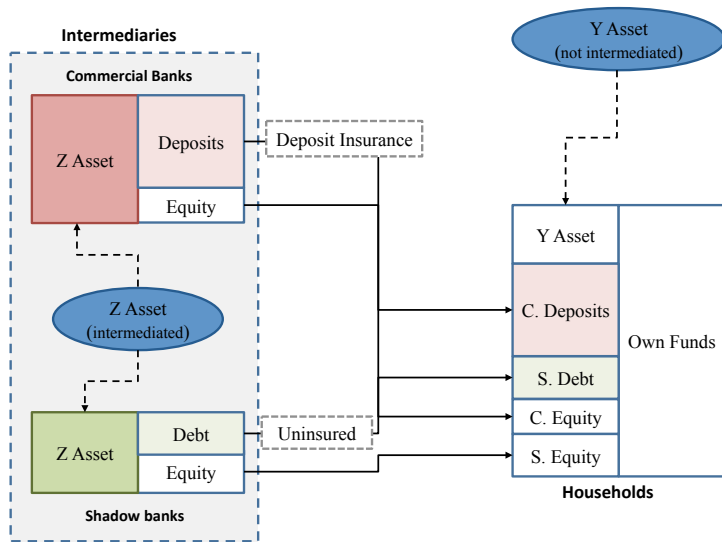 Intermediaries
Commercial Banks
Z Asset
Deposits
Equity
Deposit Insurance
Z Asset
(intermediated)
Z Asset
Debt
Equity
Uninsured
Shadow banks
Y Asset
(not intermediated)
Y Asset
C. Deposits
S. Debt
C. Equity
S. Equity
Own Funds
Households